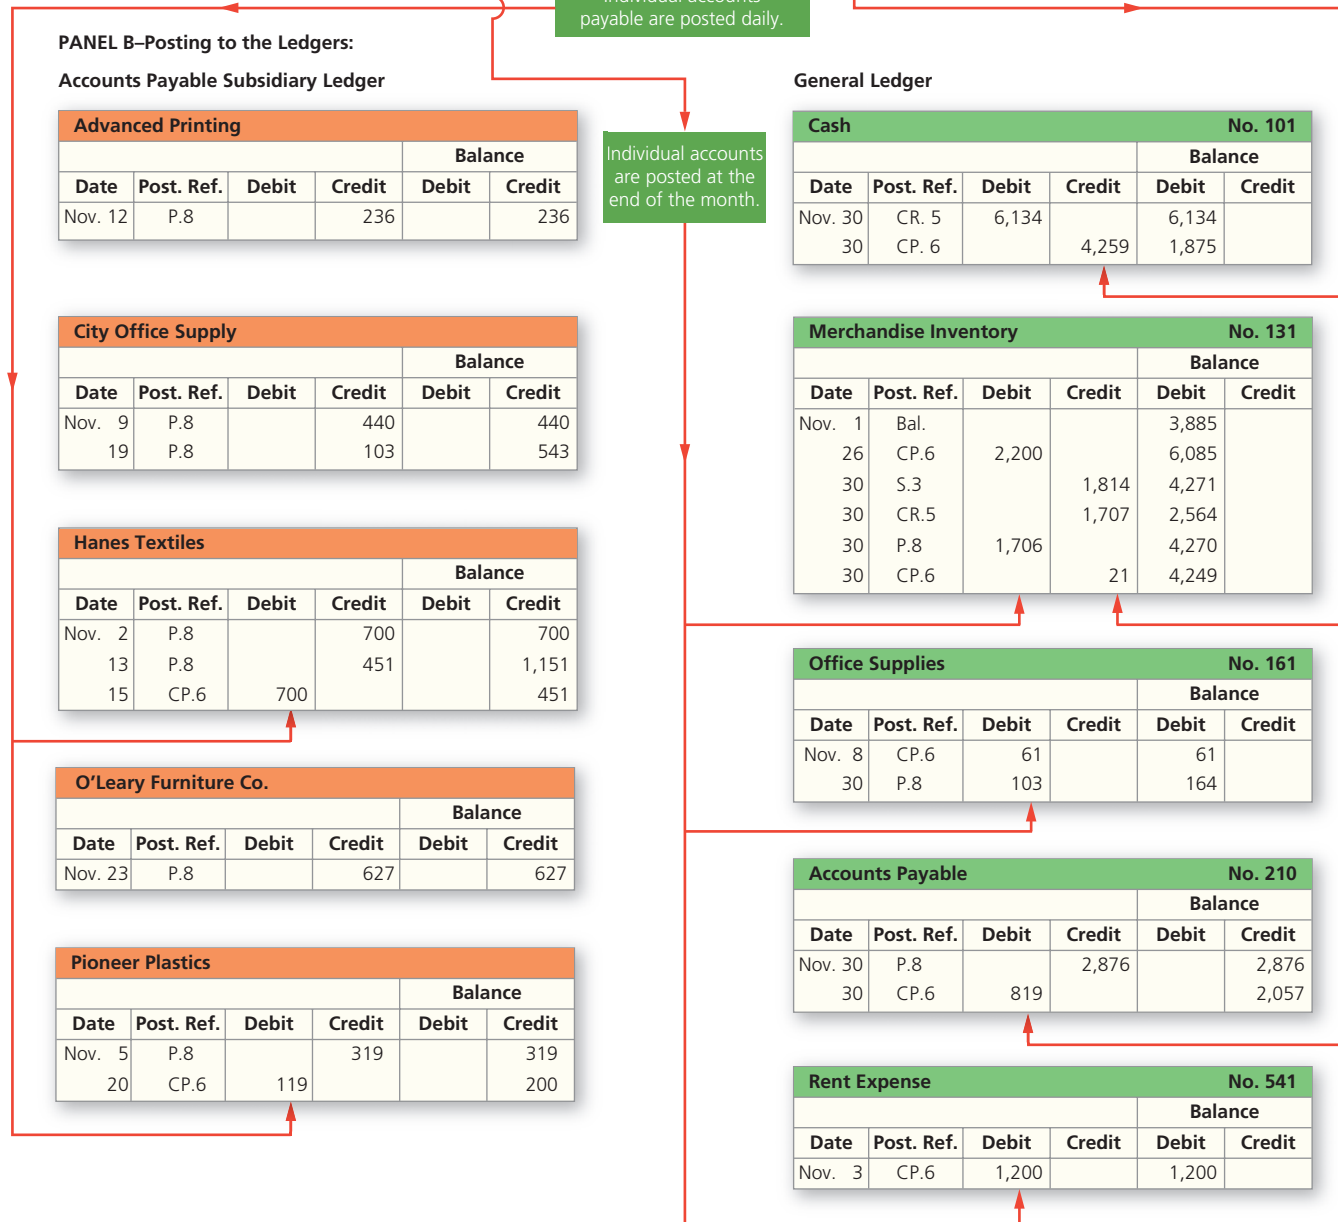 Individual accounts
payable are posted daily.
PANEL B–Posting to the Ledgers:
Accounts Payable Subsidiary Ledger
Advanced Printing
Balance
Date Post. Ref. Debit Credit Debit Credit
Nov. 12 P.8 236 236
City Office Supply
Balance
Date Post. Ref. Debit Credit Debit Credit
Nov. 9 P.8 440 440
19 P.8 103 543
Hanes Textiles
Balance
Date Post. Ref. Debit Credit Debit Credit
Nov. 2 P.8 700 700
13 P.8 451 1,151
15 CP.6 700 451
O’Leary Furniture Co.
Balance
Date Post. Ref. Debit Credit Debit Credit
Nov. 23 P.8 627 627
Pioneer Plastics
Balance
Date Post. Ref. Debit Credit Debit Credit
Nov. 5 P.8 319 319
20 CP.6 119 200
Individual accounts
are posted at the
end of the month.
General Ledger
Cash No. 101
Balance
Date Post. Ref. Debit Credit Debit Credit
Nov. 30 CR. 5 6,134 6,134
30 CP. 6 4,259 1,875
Merchandise Inventory No. 131
Balance
Date Post. Ref. Debit Credit Debit Credit
Nov. 1 Bal. 3,885
26 CP.6 2,200 6,085
30 S.3 1,814 4,271
30 CR.5 1,707 2,564
30 P.8 1,706 4,270
30 CP.6 21 4,249
Office Supplies No. 161
Balance
Date Post. Ref. Debit Credit Debit Credit
Nov. 8 CP.6 61 61
30 P.8 103 164
Accounts Payable No. 210
Balance
Date Post. Ref. Debit Credit Debit Credit
Nov. 30 P.8 2,876 2,876
30 CP.6 819 2,057
Rent Expense No. 541
Balance
Date Post. Ref. Debit Credit Debit Credit
Nov. 3 CP.6 1,200 1,200